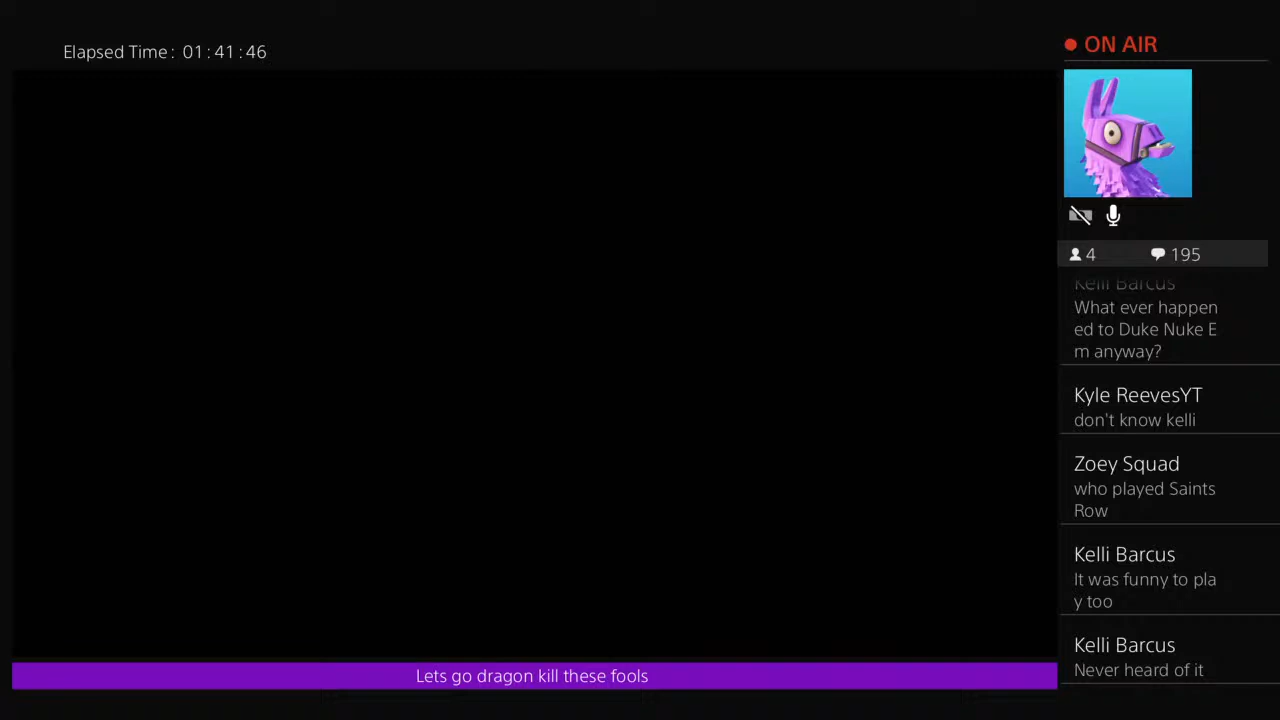 Elapsed Time: 01:41:46
ON AIR
4 195
Kelli Barcus
What ever happen
ed to Duke Nuke E
m anyway?
Kyle ReevesYT
don't know kelli
Zoey Squad
who played Saints
Row
Kelli Barcus
It was funny to pla
y too
Kelli Barcus
Never heard of it
Lets go dragon kill these fools